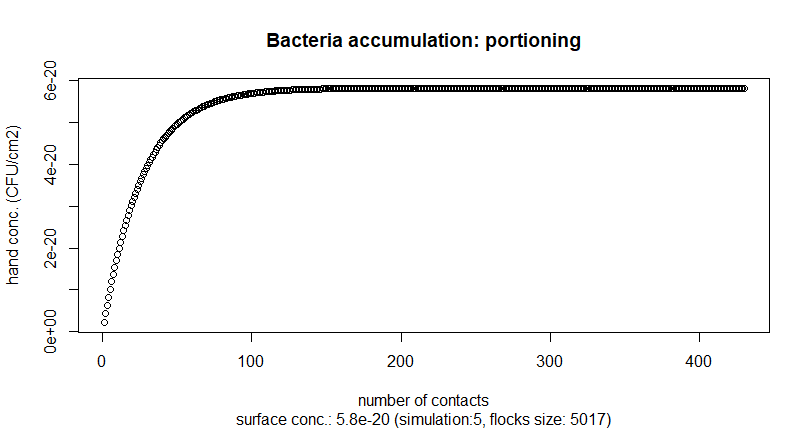 Bacteria accumulation: portioning
hand conc. (CFU/cm2)
6e-20
4e-20
2e-20
0e+00
0 100 200 300 400
number of contacts
surface conc.: 5.8e-20 (simulation:5, flocks size: 5017)